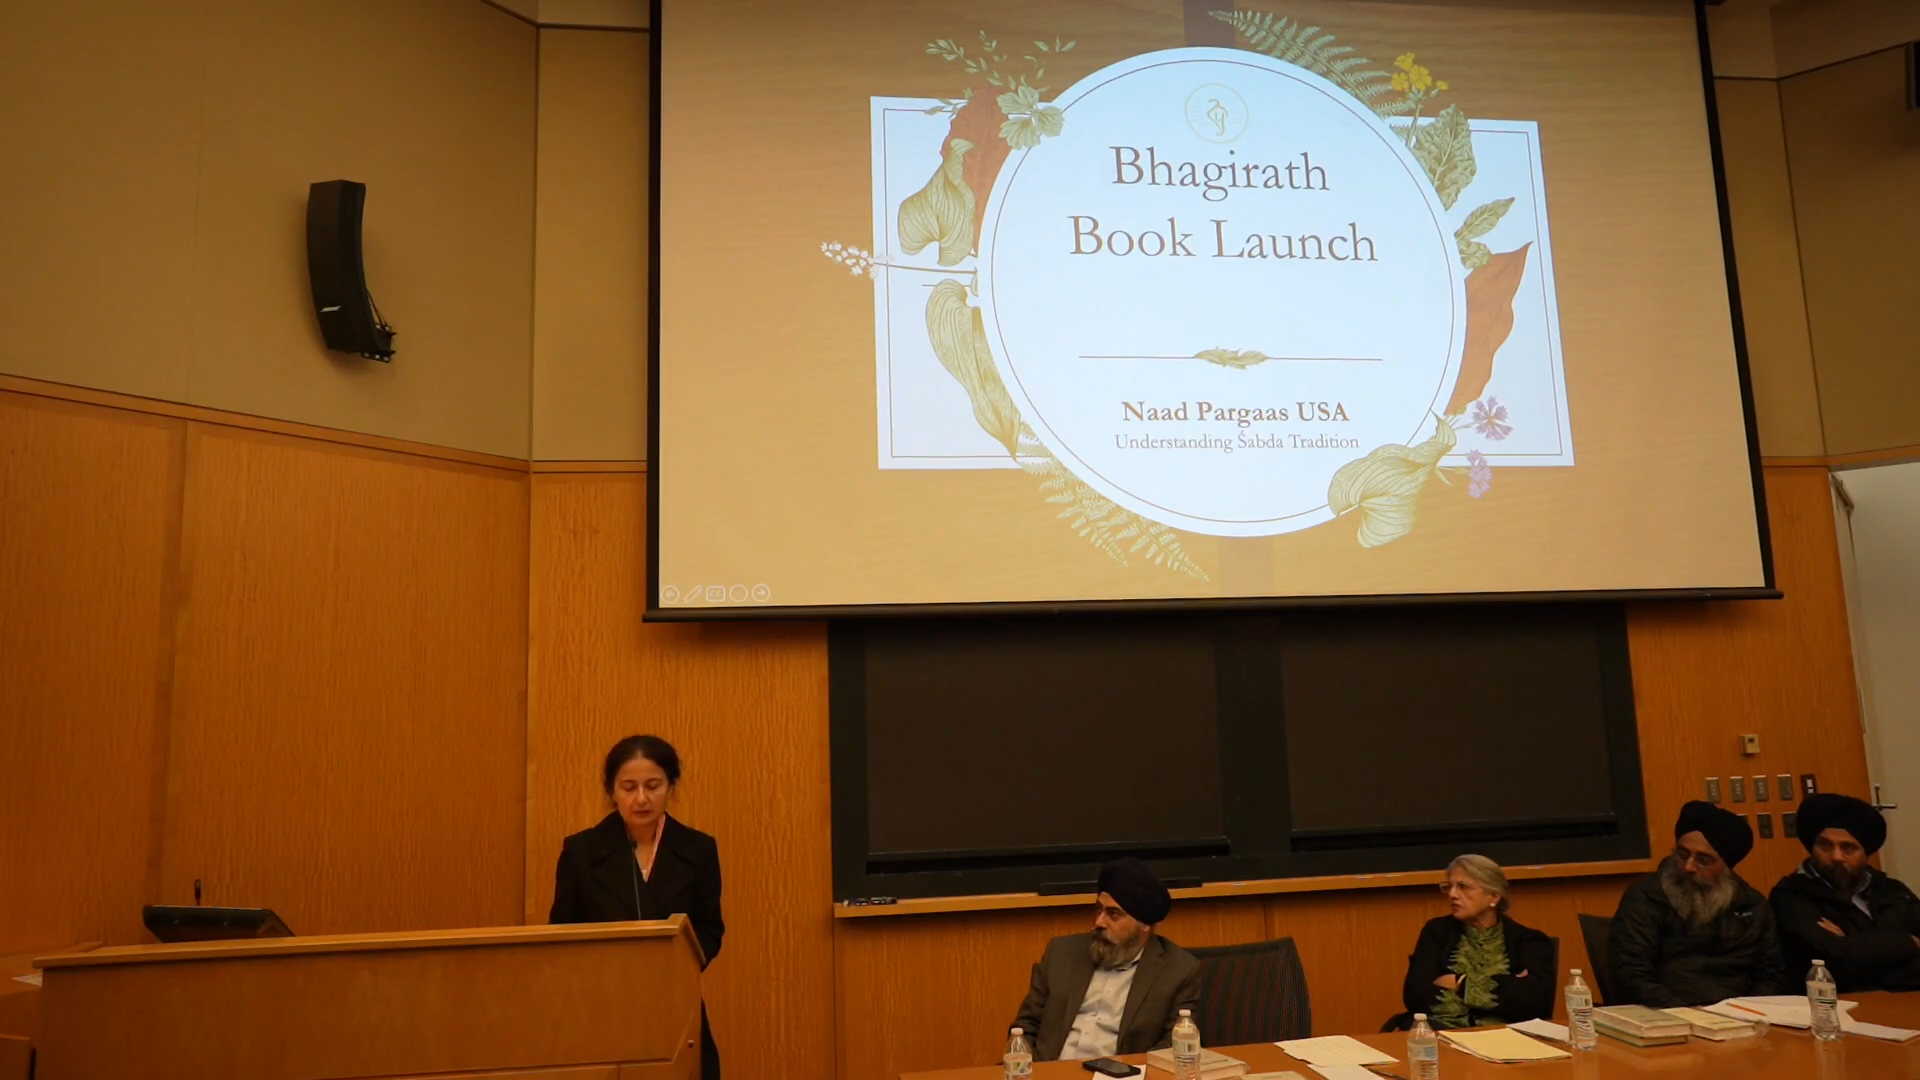 Bhagirath
Book Launch
Naad Pargaas USA
Understanding Śabda Tradition